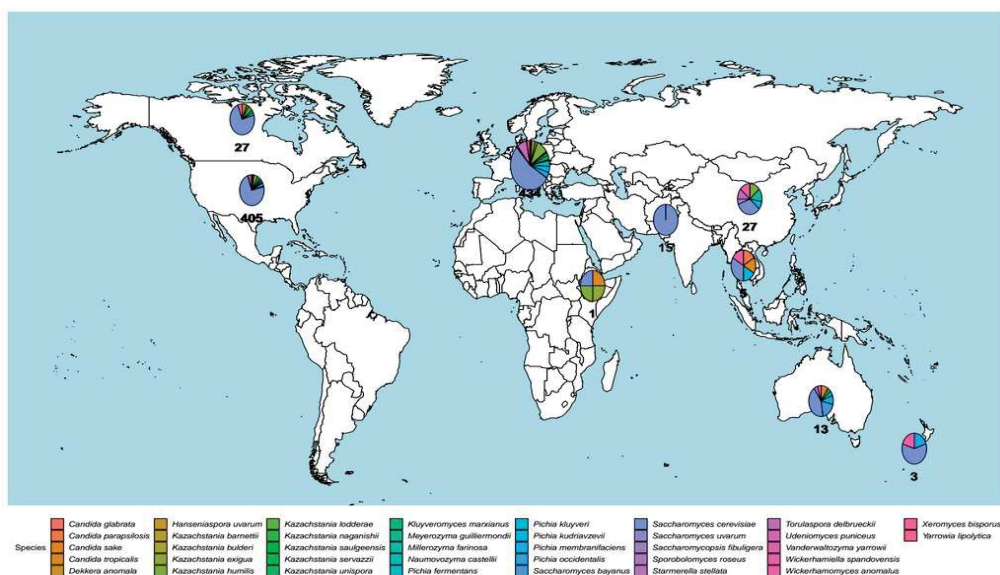 27
434
405
15
27
5
1
13
3
Candida glabrata Hanseniaspora uvarum Kazachstania lodderae Kluyveromyces marxianus Pichia kluyveri Saccharomyces cerevisiae Torulaspora delbrueckii Xeromyces bisporus
Candida parapsilosis Kazachstania barnettii Kazachstania naganishii Meyerozyma guilliermondii Pichia kudriavzevii Saccharomyces uvarum Udeniomyces puniceus Yarrowia lipolytica
Species Candida sake Kazachstania bulderi Kazachstania saulgeensis Millerozyma farinosa Pichia membranifaciens Saccharomycopsis fibuligera Vanderwaltozyma yarrowii
Candida tropicalis Kazachstania exigua Kazachstania servazzii Naumovozyma castellii Pichia occidentalis Sporobolomyces roseus Wickerhamiella spandovensis
Dekkera anomala Kazachstania humilis Kazachstania unispora Pichia fermentans Saccharomyces bayanus Starmerella stellata Wickerhamomyces anomalus